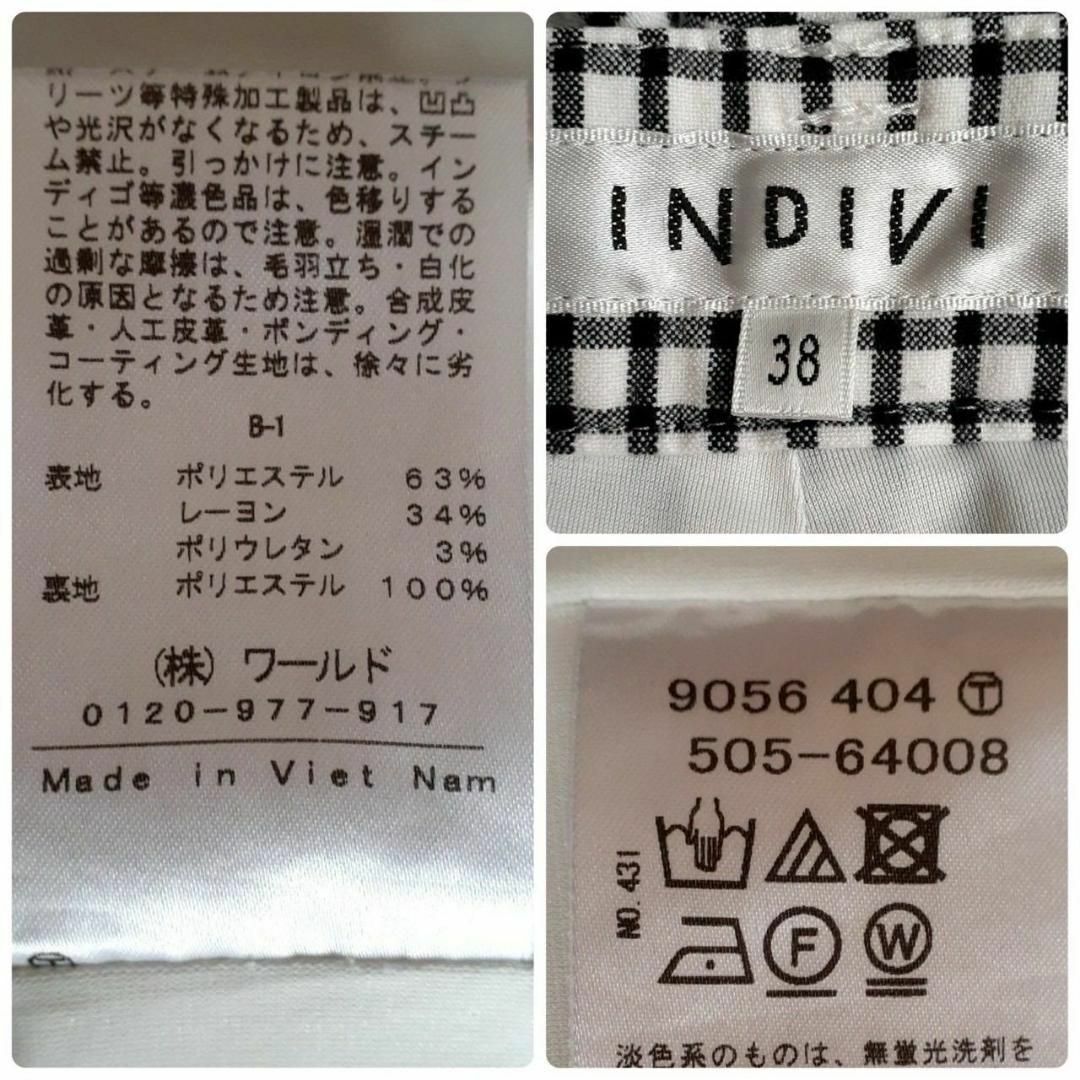 リーツ等特殊加工製品は、凹凸
や光沢がなくなるため、スチー
ム禁止。引っかけに注意。イン
ディゴ等濃色品は、色移りする
ことがあるので注意。湿潤での
過剰な摩擦は、毛羽立ち・白化
の原因となるため注意。合成皮
革・人工皮革・ボンディング・
コーティング生地は、徐々に劣
化する。
B-1
表地 ポリエステル 63%
レーヨン 34%
ポリウレタン 3%
裏地 ポリエステル 100%
(株) ワールド
0120-977-917
Made in Viet Nam
INDIVI
38
9056 404 Ⓣ
505-64008
NO.431
F W
淡色系のものは、無蛍光洗剤を